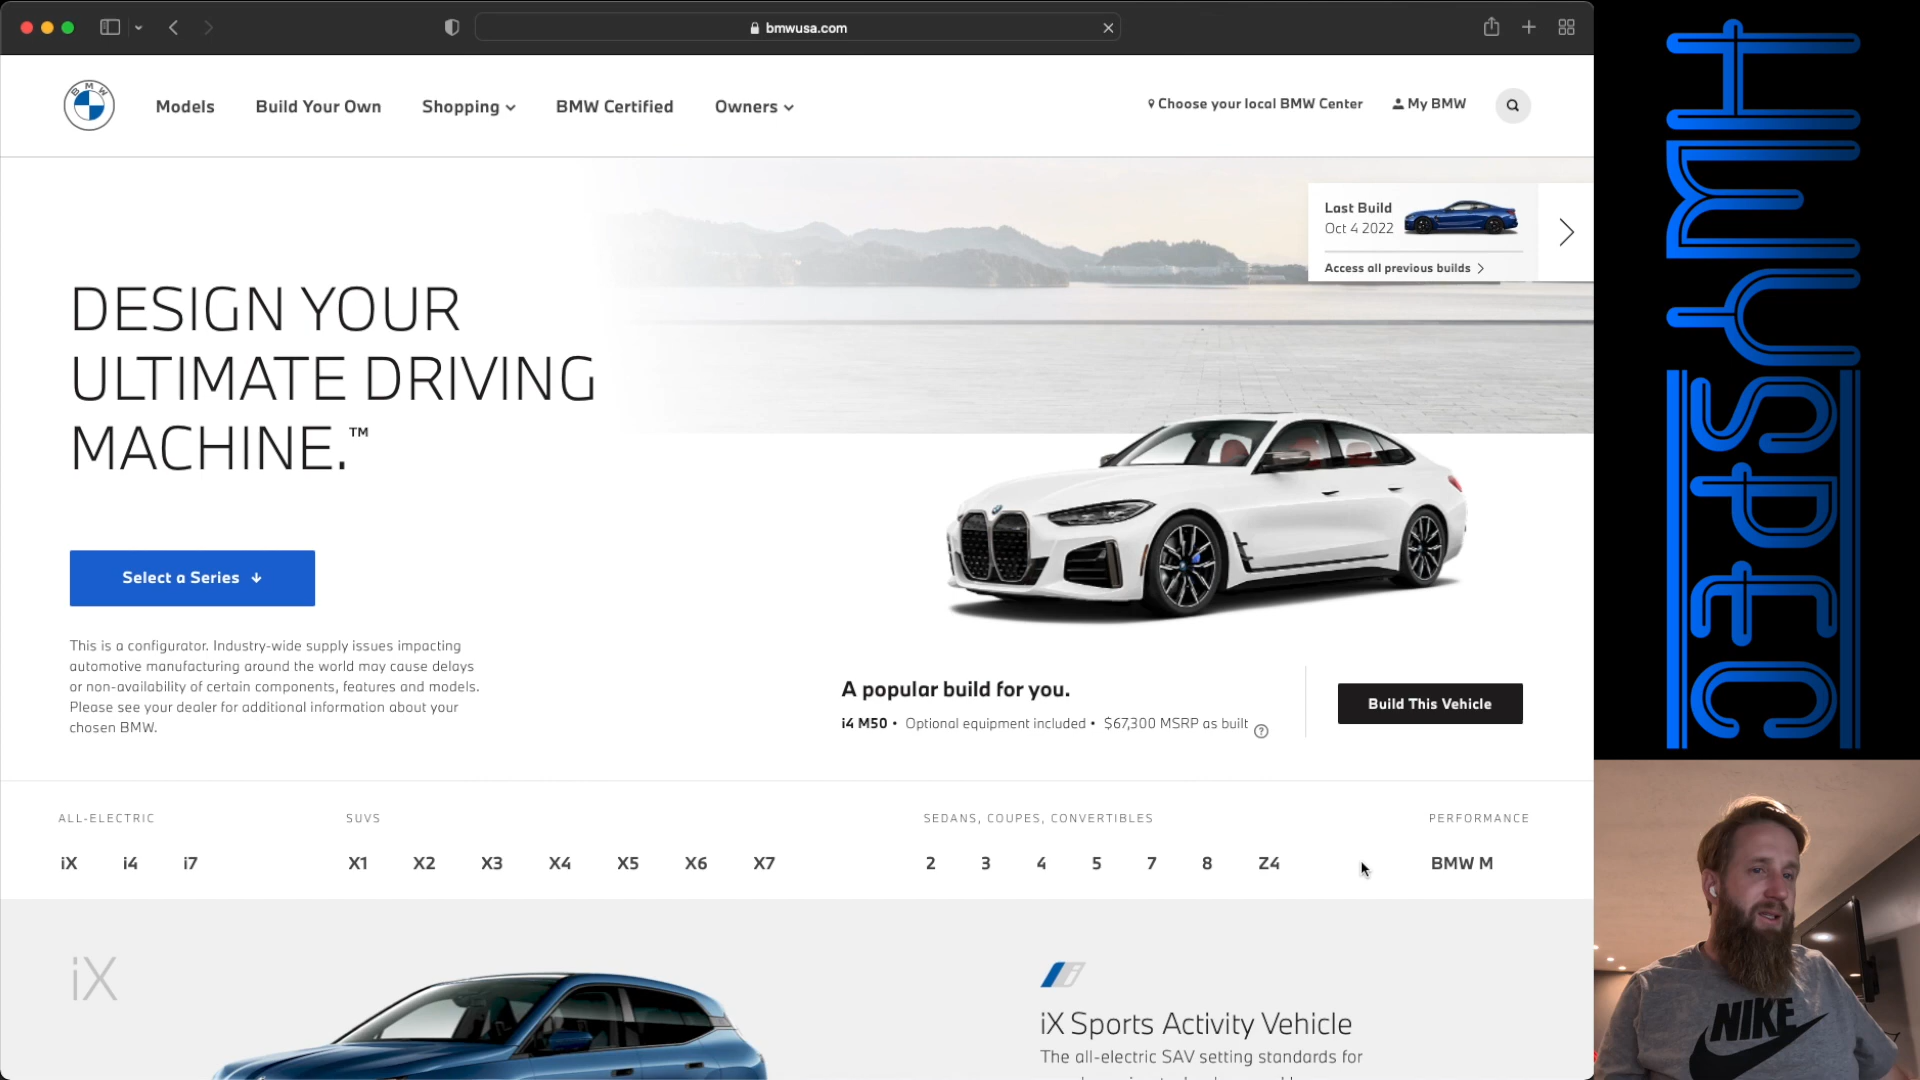 bmwusa.com
BMW
Models
Build Your Own
Shopping
BMW Certified
Owners
Choose your local BMW Center
My BMW
Last Build
Oct 4 2022
Access all previous builds
DESIGN YOUR
ULTIMATE DRIVING
MACHINE.™
Select a Series
This is a configurator. Industry-wide supply issues impacting
automotive manufacturing around the world may cause delays
or non-availability of certain components, features and models.
Please see your dealer for additional information about your
chosen BMW.
A popular build for you.
i4 M50 • Optional equipment included • $67,300 MSRP as built ?
Build This Vehicle
ALL-ELECTRIC
iX i4 i7
SUVS
X1 X2 X3 X4 X5 X6 X7
SEDANS, COUPES, CONVERTIBLES
2 3 4 5 7 8 Z4
PERFORMANCE
BMW M
iX
i
iX Sports Activity Vehicle
The all-electric SAV setting standards for
SPEC
NIKE